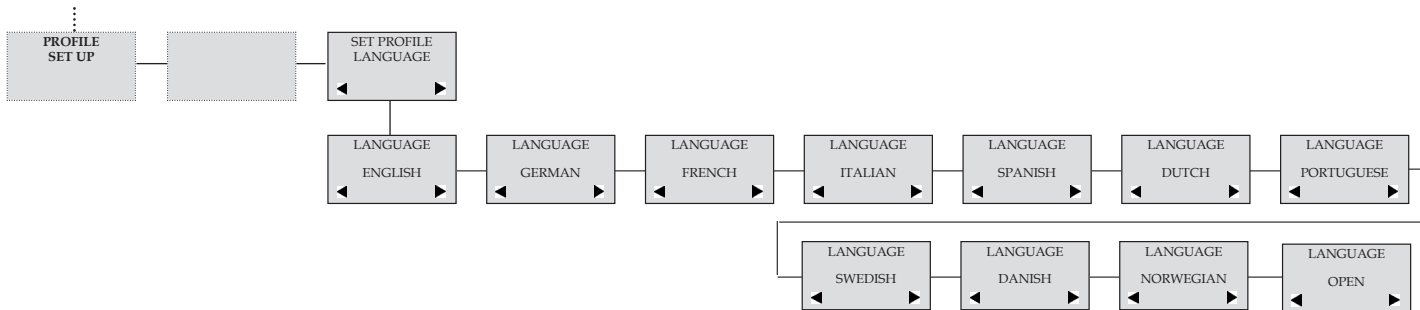 PROFILE
SET UP
SET PROFILE
LANGUAGE
LANGUAGE
ENGLISH
LANGUAGE
GERMAN
LANGUAGE
FRENCH
LANGUAGE
ITALIAN
LANGUAGE
SPANISH
LANGUAGE
DUTCH
LANGUAGE
PORTUGUESE
LANGUAGE
SWEDISH
LANGUAGE
DANISH
LANGUAGE
NORWEGIAN
LANGUAGE
OPEN